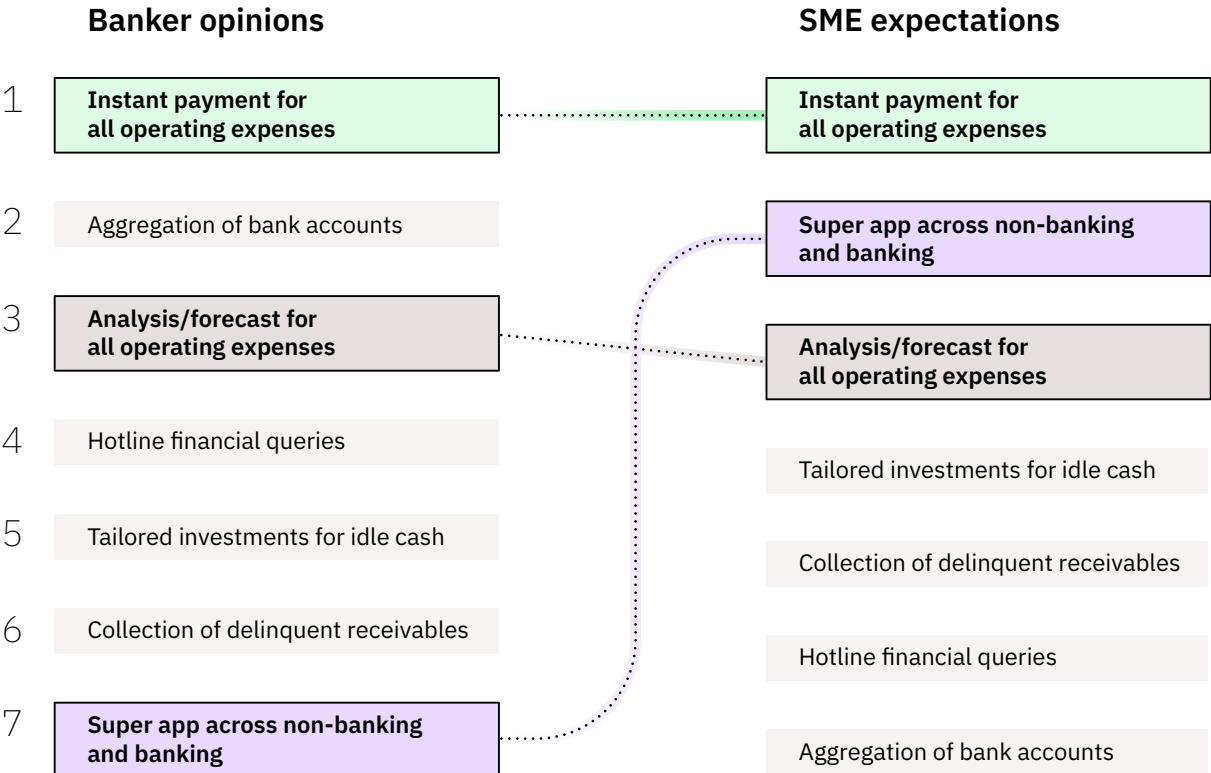 Banker opinions
SME expectations
1
Instant payment for
all operating expenses
Instant payment for
all operating expenses
2
Aggregation of bank accounts
Super app across non-banking
and banking
3
Analysis/forecast for
all operating expenses
Analysis/forecast for
all operating expenses
4
Hotline financial queries
Tailored investments for idle cash
5
Tailored investments for idle cash
Collection of delinquent receivables
6
Collection of delinquent receivables
Hotline financial queries
7
Super app across non-banking
and banking
Aggregation of bank accounts